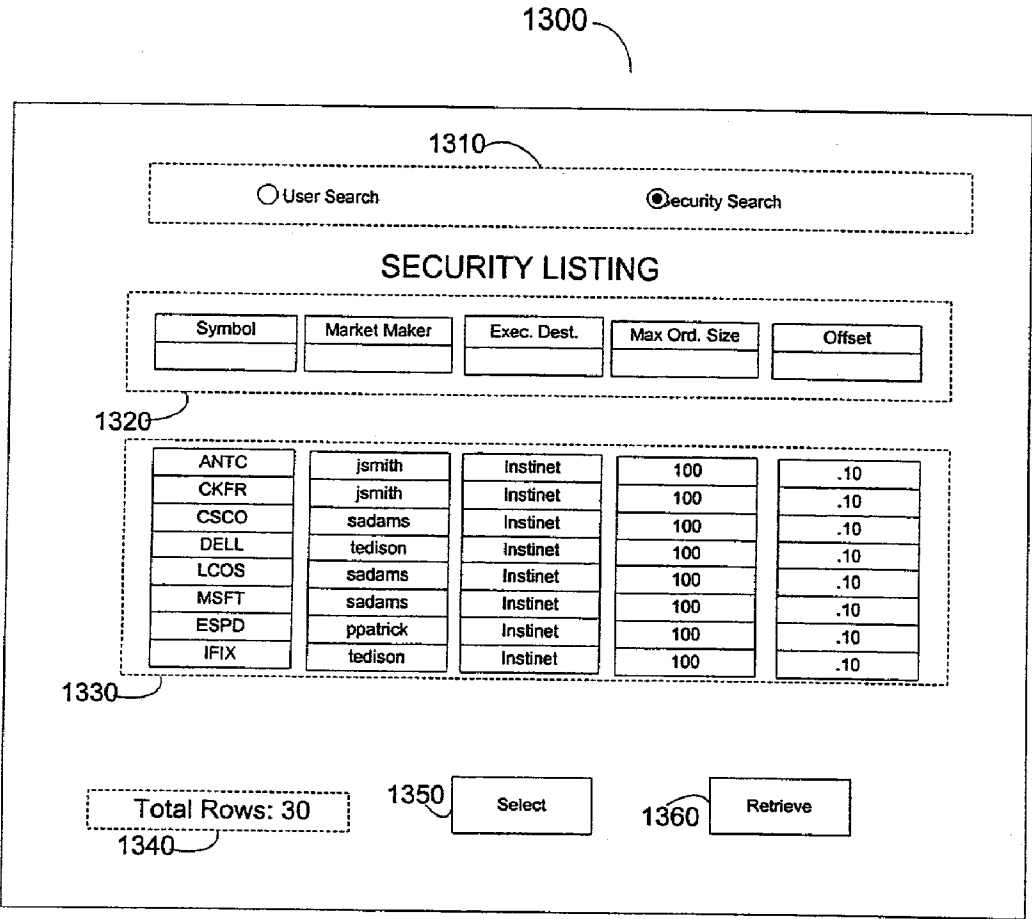 1300
1310
User Search ecurity Search
SECURITY LISTING
Symbol Market Maker Exec. Dest. Max Ord. Size Offset
1320
ANTC jsmith Instinet 100 .10
CKFR jsmith Instinet 100 .10
CSCO sadams Instinet 100 .10
DELL tedison Instinet 100 .10
LCOS sadams Instinet 100 .10
MSFT sadams Instinet 100 .10
ESPD ppatrick Instinet 100 .10
IFIX tedison Instinet 100 .10
1330
Total Rows: 30 1350 Select 1360 Retrieve
1340